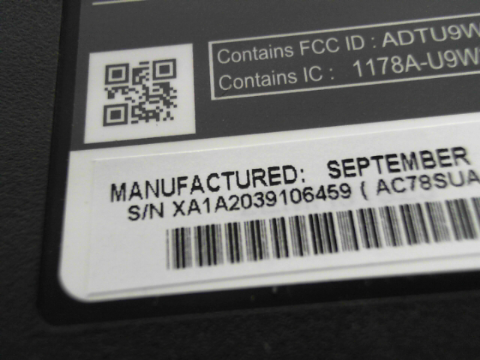 Contains FCC ID : ADTU9W
Contains IC : 1178A-U9W
MANUFACTURED: SEPTEMBER
S/N XA1A2039106459 ( AC78SUA